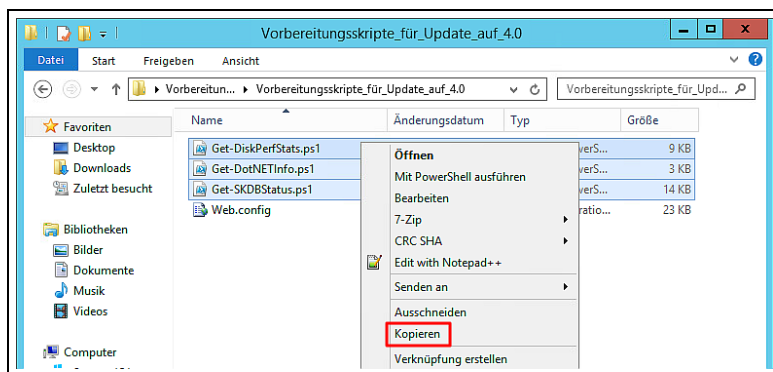 Vorbereitungsskripte_für_Update_auf_4.0
Datei Start Freigeben Ansicht
Vorbereitun... Vorbereitungsskripte_für_Update_auf_4.0 Vorbereitungsskripte_für_Upd...
Name Änderungsdatum Typ Größe
Favoriten
Desktop
Downloads
Zuletzt besucht
Bibliotheken
Bilder
Dokumente
Musik
Videos
Computer
Get-DiskPerfStats.ps1 verS... 9 KB
Get-DotNETInfo.ps1 verS... 3 KB
Get-SKDBStatus.ps1 verS... 14 KB
Web.config ratio... 23 KB
Öffnen
Mit PowerShell ausführen
Bearbeiten
7-Zip
CRC SHA
Edit with Notepad++
Senden an
Ausschneiden
Kopieren
Verknüpfung erstellen